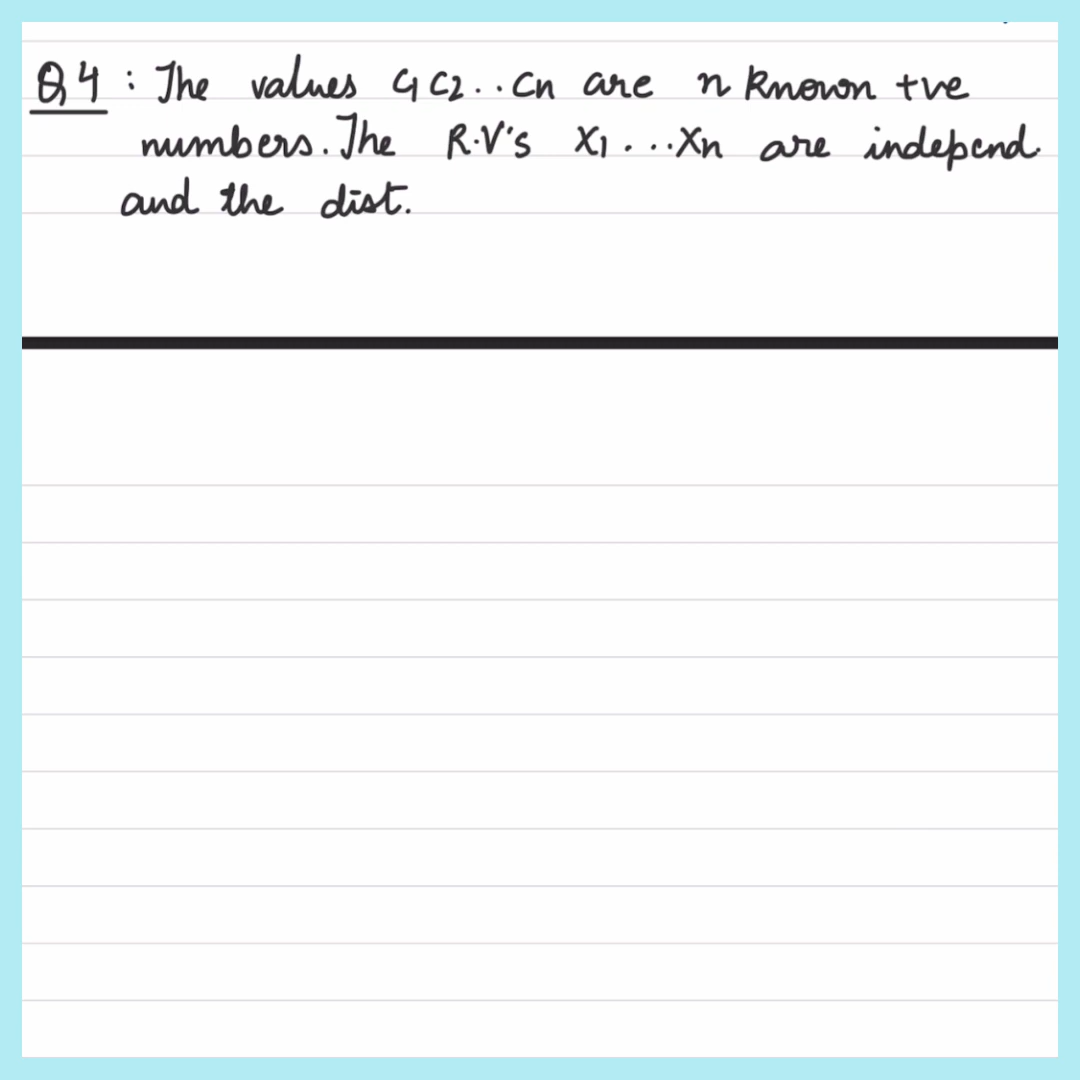 Q4 : The values C1 C2..Cn are n known +ve
numbers. The R.V's X1....Xn are independ.
and the dist.